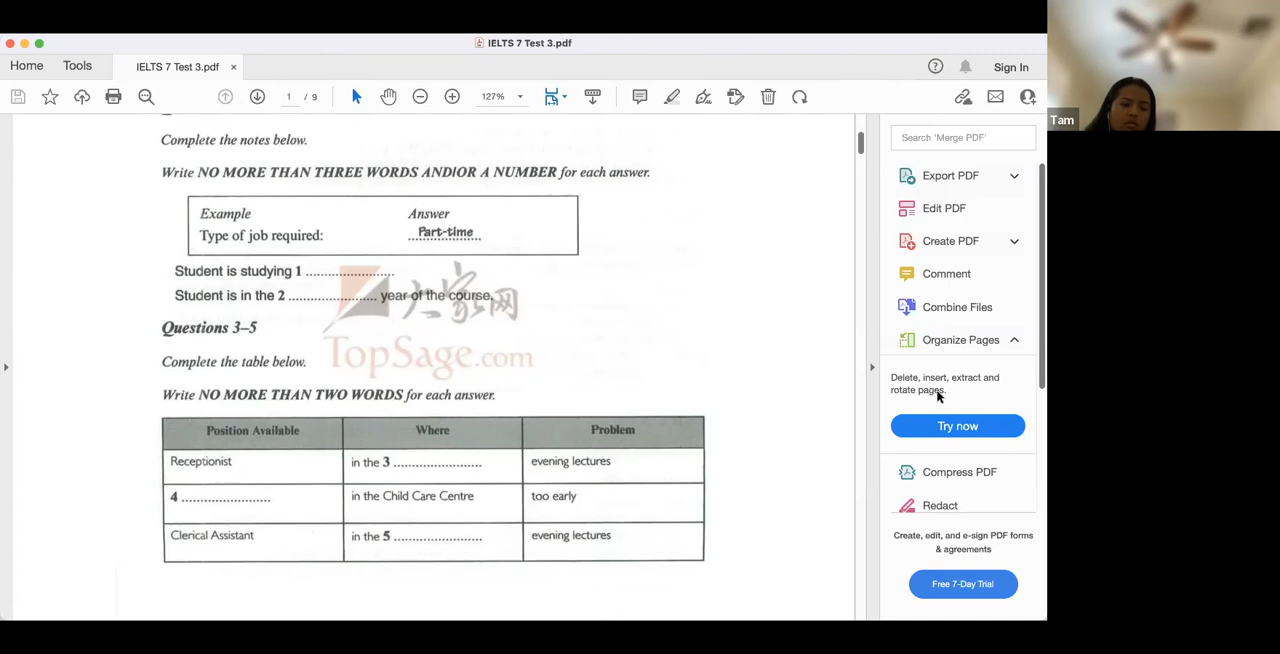 IELTS 7 Test 3.pdf
Home
Tools
IELTS 7 Test 3.pdf ×
Sign In
1 / 9
127%
Tam
Complete the notes below.
Write NO MORE THAN THREE WORDS ANDIOR A NUMBER for each answer.
Example Answer
Type of job required: Part-time
Student is studying 1 ........................
Student is in the 2 ........................ year of the course.
大家网
TopSage.com
Questions 3–5
Complete the table below.
Write NO MORE THAN TWO WORDS for each answer.
Position Available Where Problem
Receptionist in the 3 ........................ evening lectures
4 ........................ in the Child Care Centre too early
Clerical Assistant in the 5 ........................ evening lectures
Search 'Merge PDF'
Export PDF
Edit PDF
Create PDF
Comment
Combine Files
Organize Pages
Delete, insert, extract and
rotate pages.
Try now
Compress PDF
Redact
Create, edit, and e-sign PDF forms
& agreements
Free 7-Day Trial